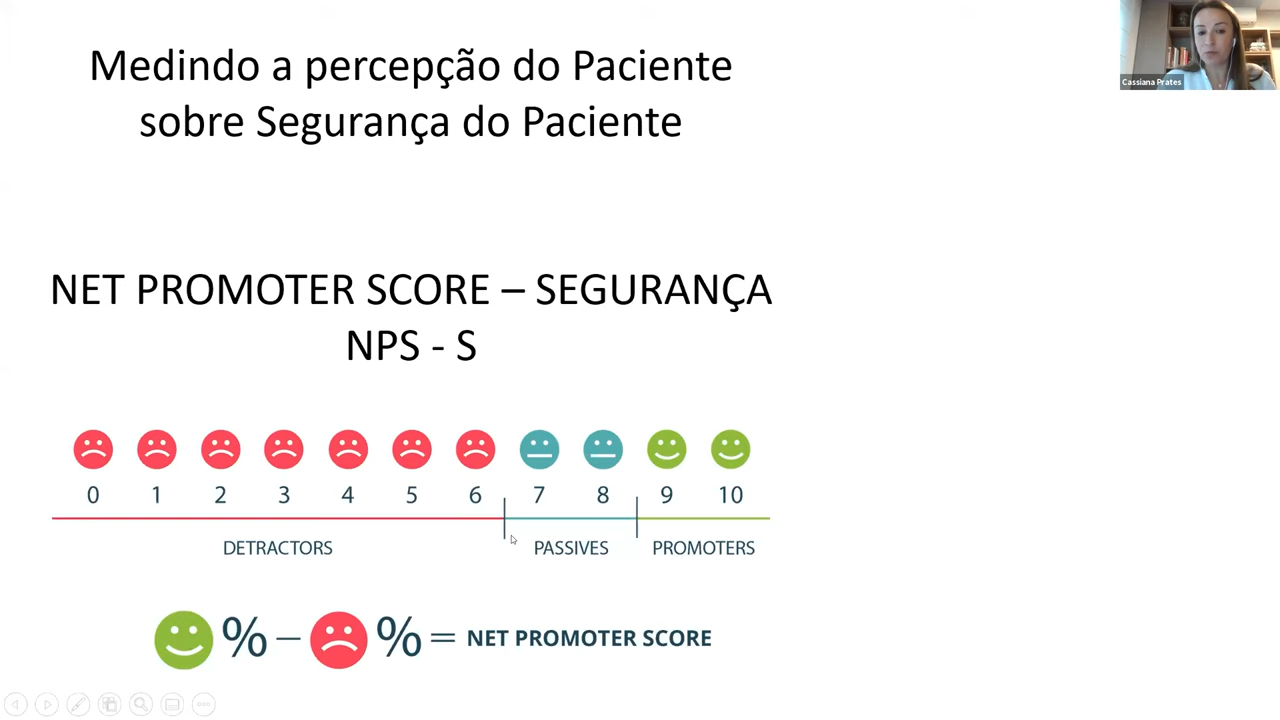 Medindo a percepção do Paciente
sobre Segurança do Paciente
Cassiana Prates
NET PROMOTER SCORE – SEGURANÇA
NPS - S
0 1 2 3 4 5 6 7 8 9 10
DETRACTORS PASSIVES PROMOTERS
% – % = NET PROMOTER SCORE